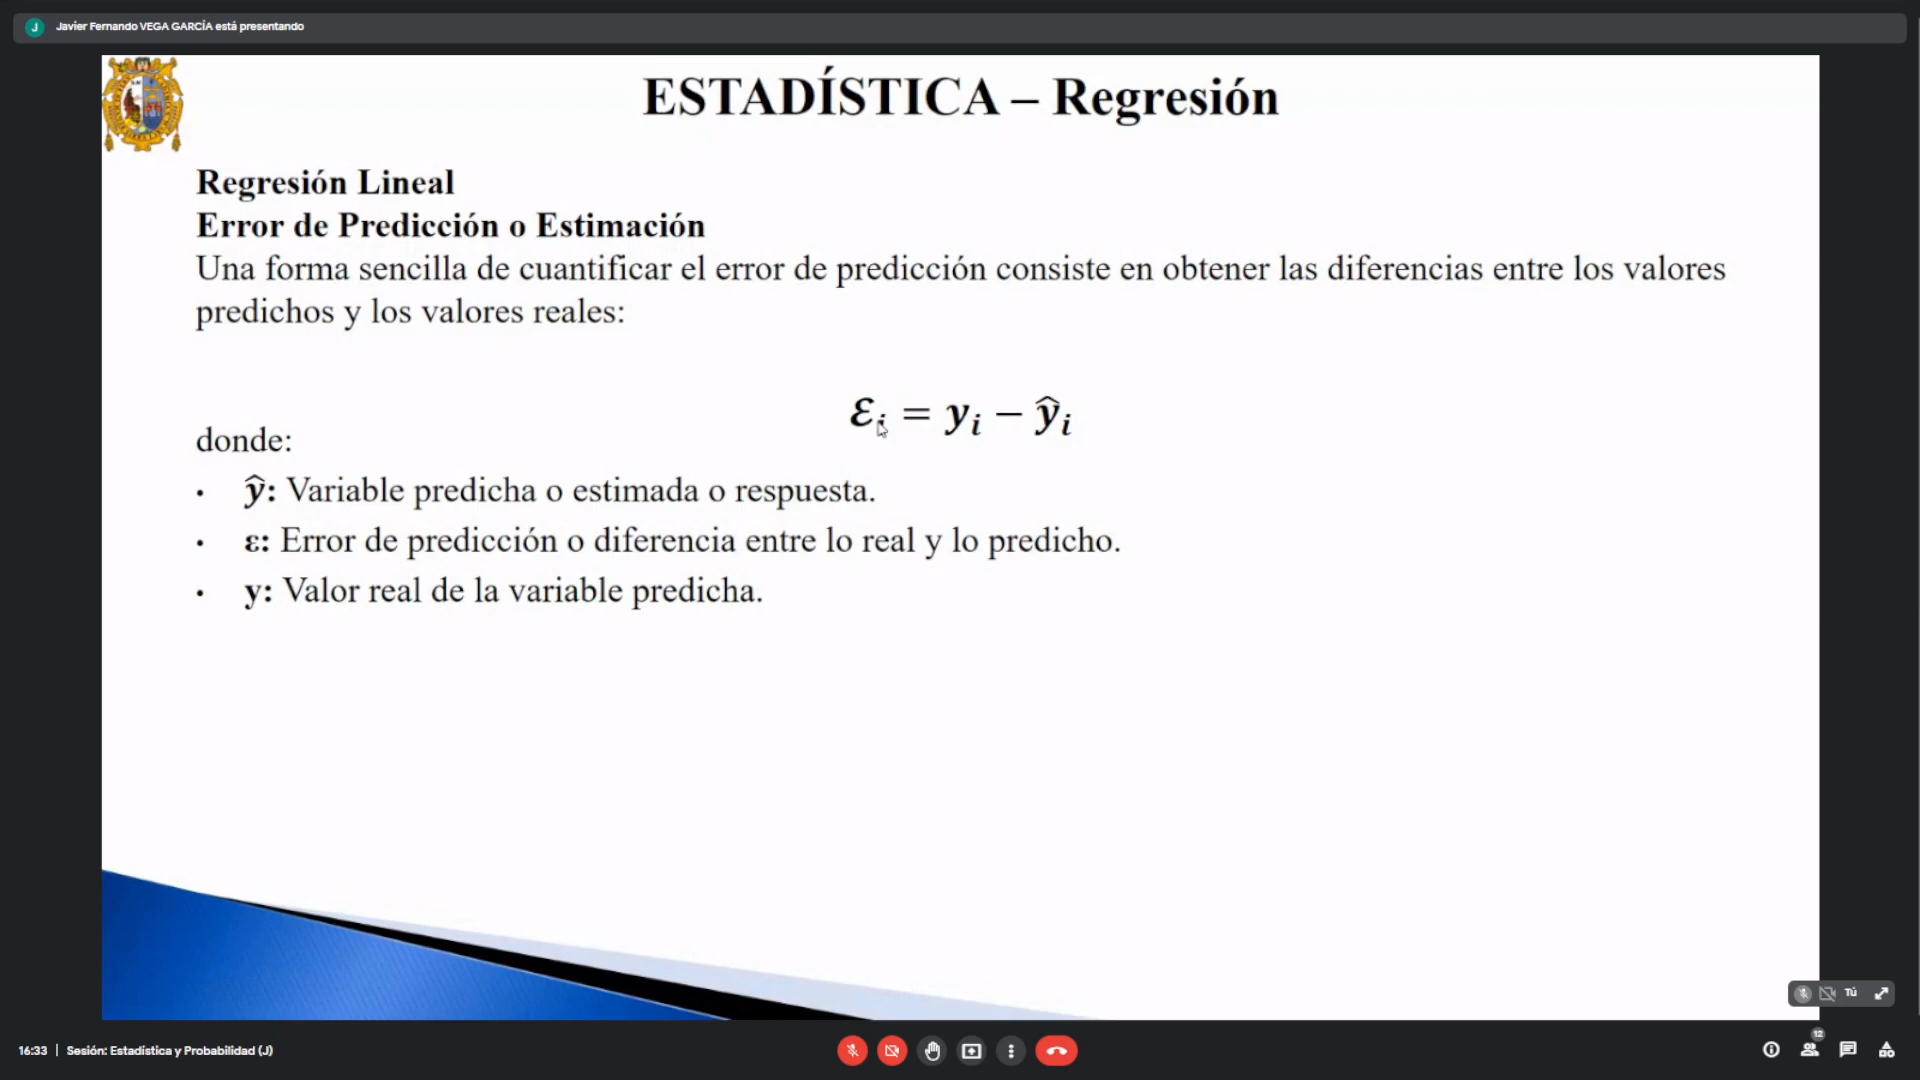 J Javier Fernando VEGA GARCÍA está presentando
ESTADÍSTICA – Regresión
Regresión Lineal
Error de Predicción o Estimación
Una forma sencilla de cuantificar el error de predicción consiste en obtener las diferencias entre los valores
predichos y los valores reales:
ℇᵢ = yᵢ − ŷᵢ
donde:
• ŷ: Variable predicha o estimada o respuesta.
• ε: Error de predicción o diferencia entre lo real y lo predicho.
• y: Valor real de la variable predicha.
Tú
16:33 | Sesión: Estadística y Probabilidad (J)
12